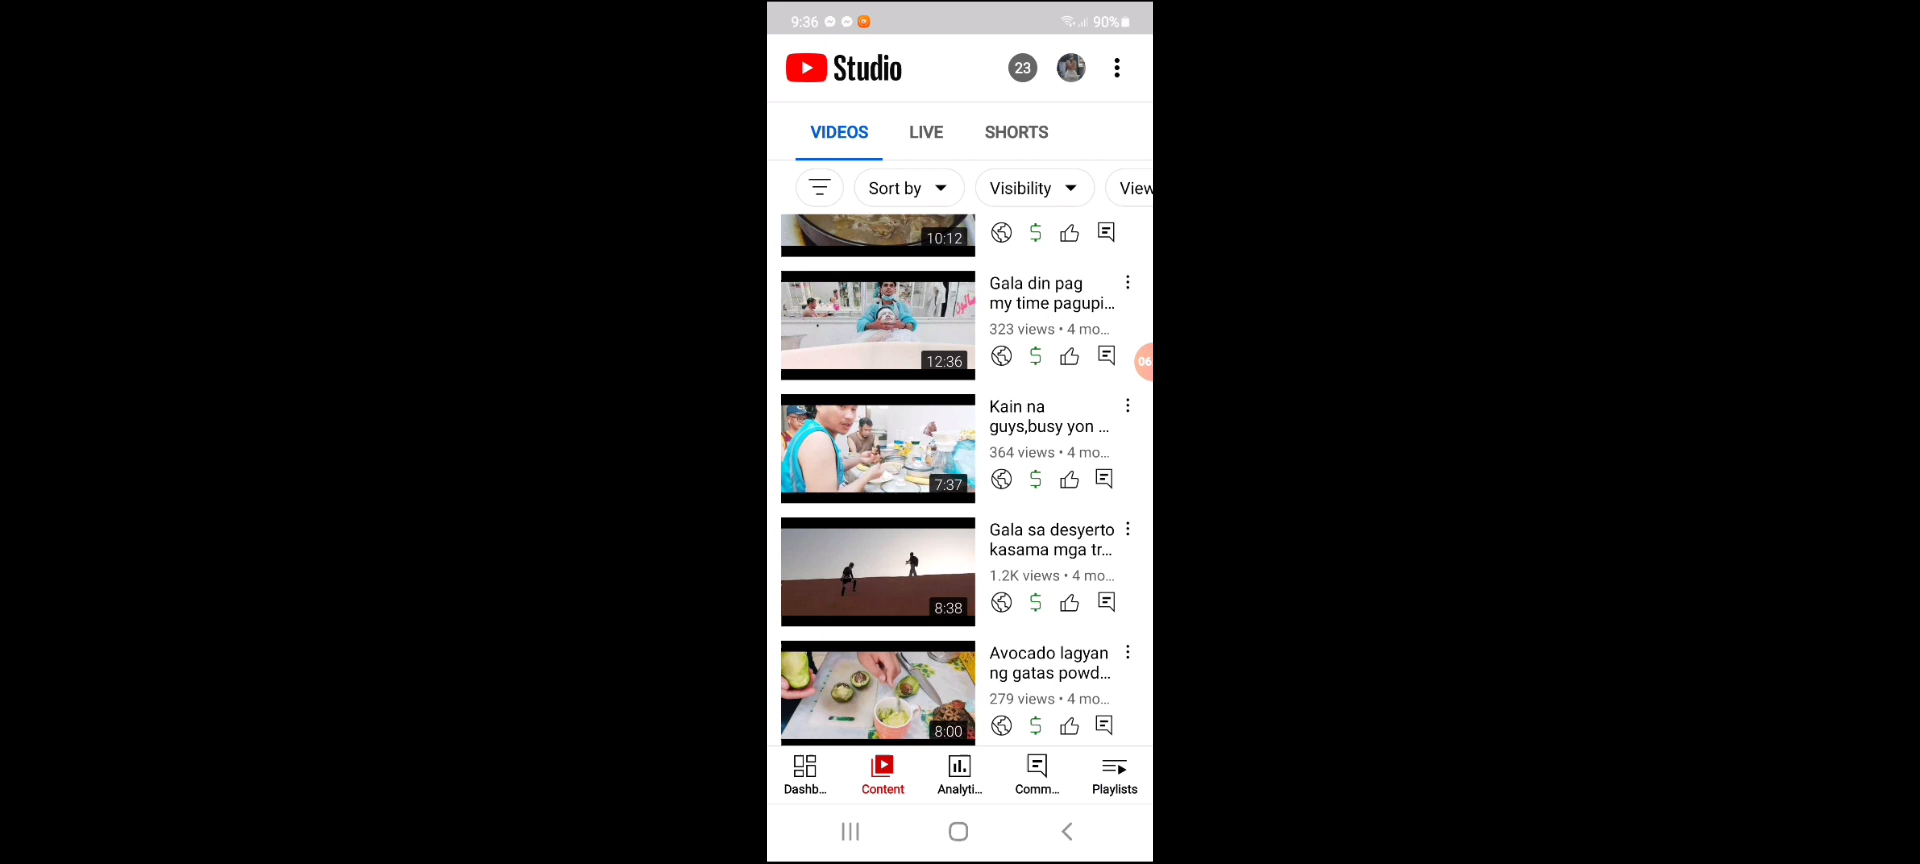 9:36
90%
Studio
23
VIDEOS LIVE SHORTS
Sort by Visibility View
10:12
Gala din pag
my time pagupi...
323 views • 4 mo...
12:36
06
Kain na
guys,busy yon ...
364 views • 4 mo...
7:37
Gala sa desyerto
kasama mga tr...
1.2K views • 4 mo...
8:38
Avocado lagyan
ng gatas powd...
279 views • 4 mo...
8:00
Dashb... Content Analyti... Comm... Playlists